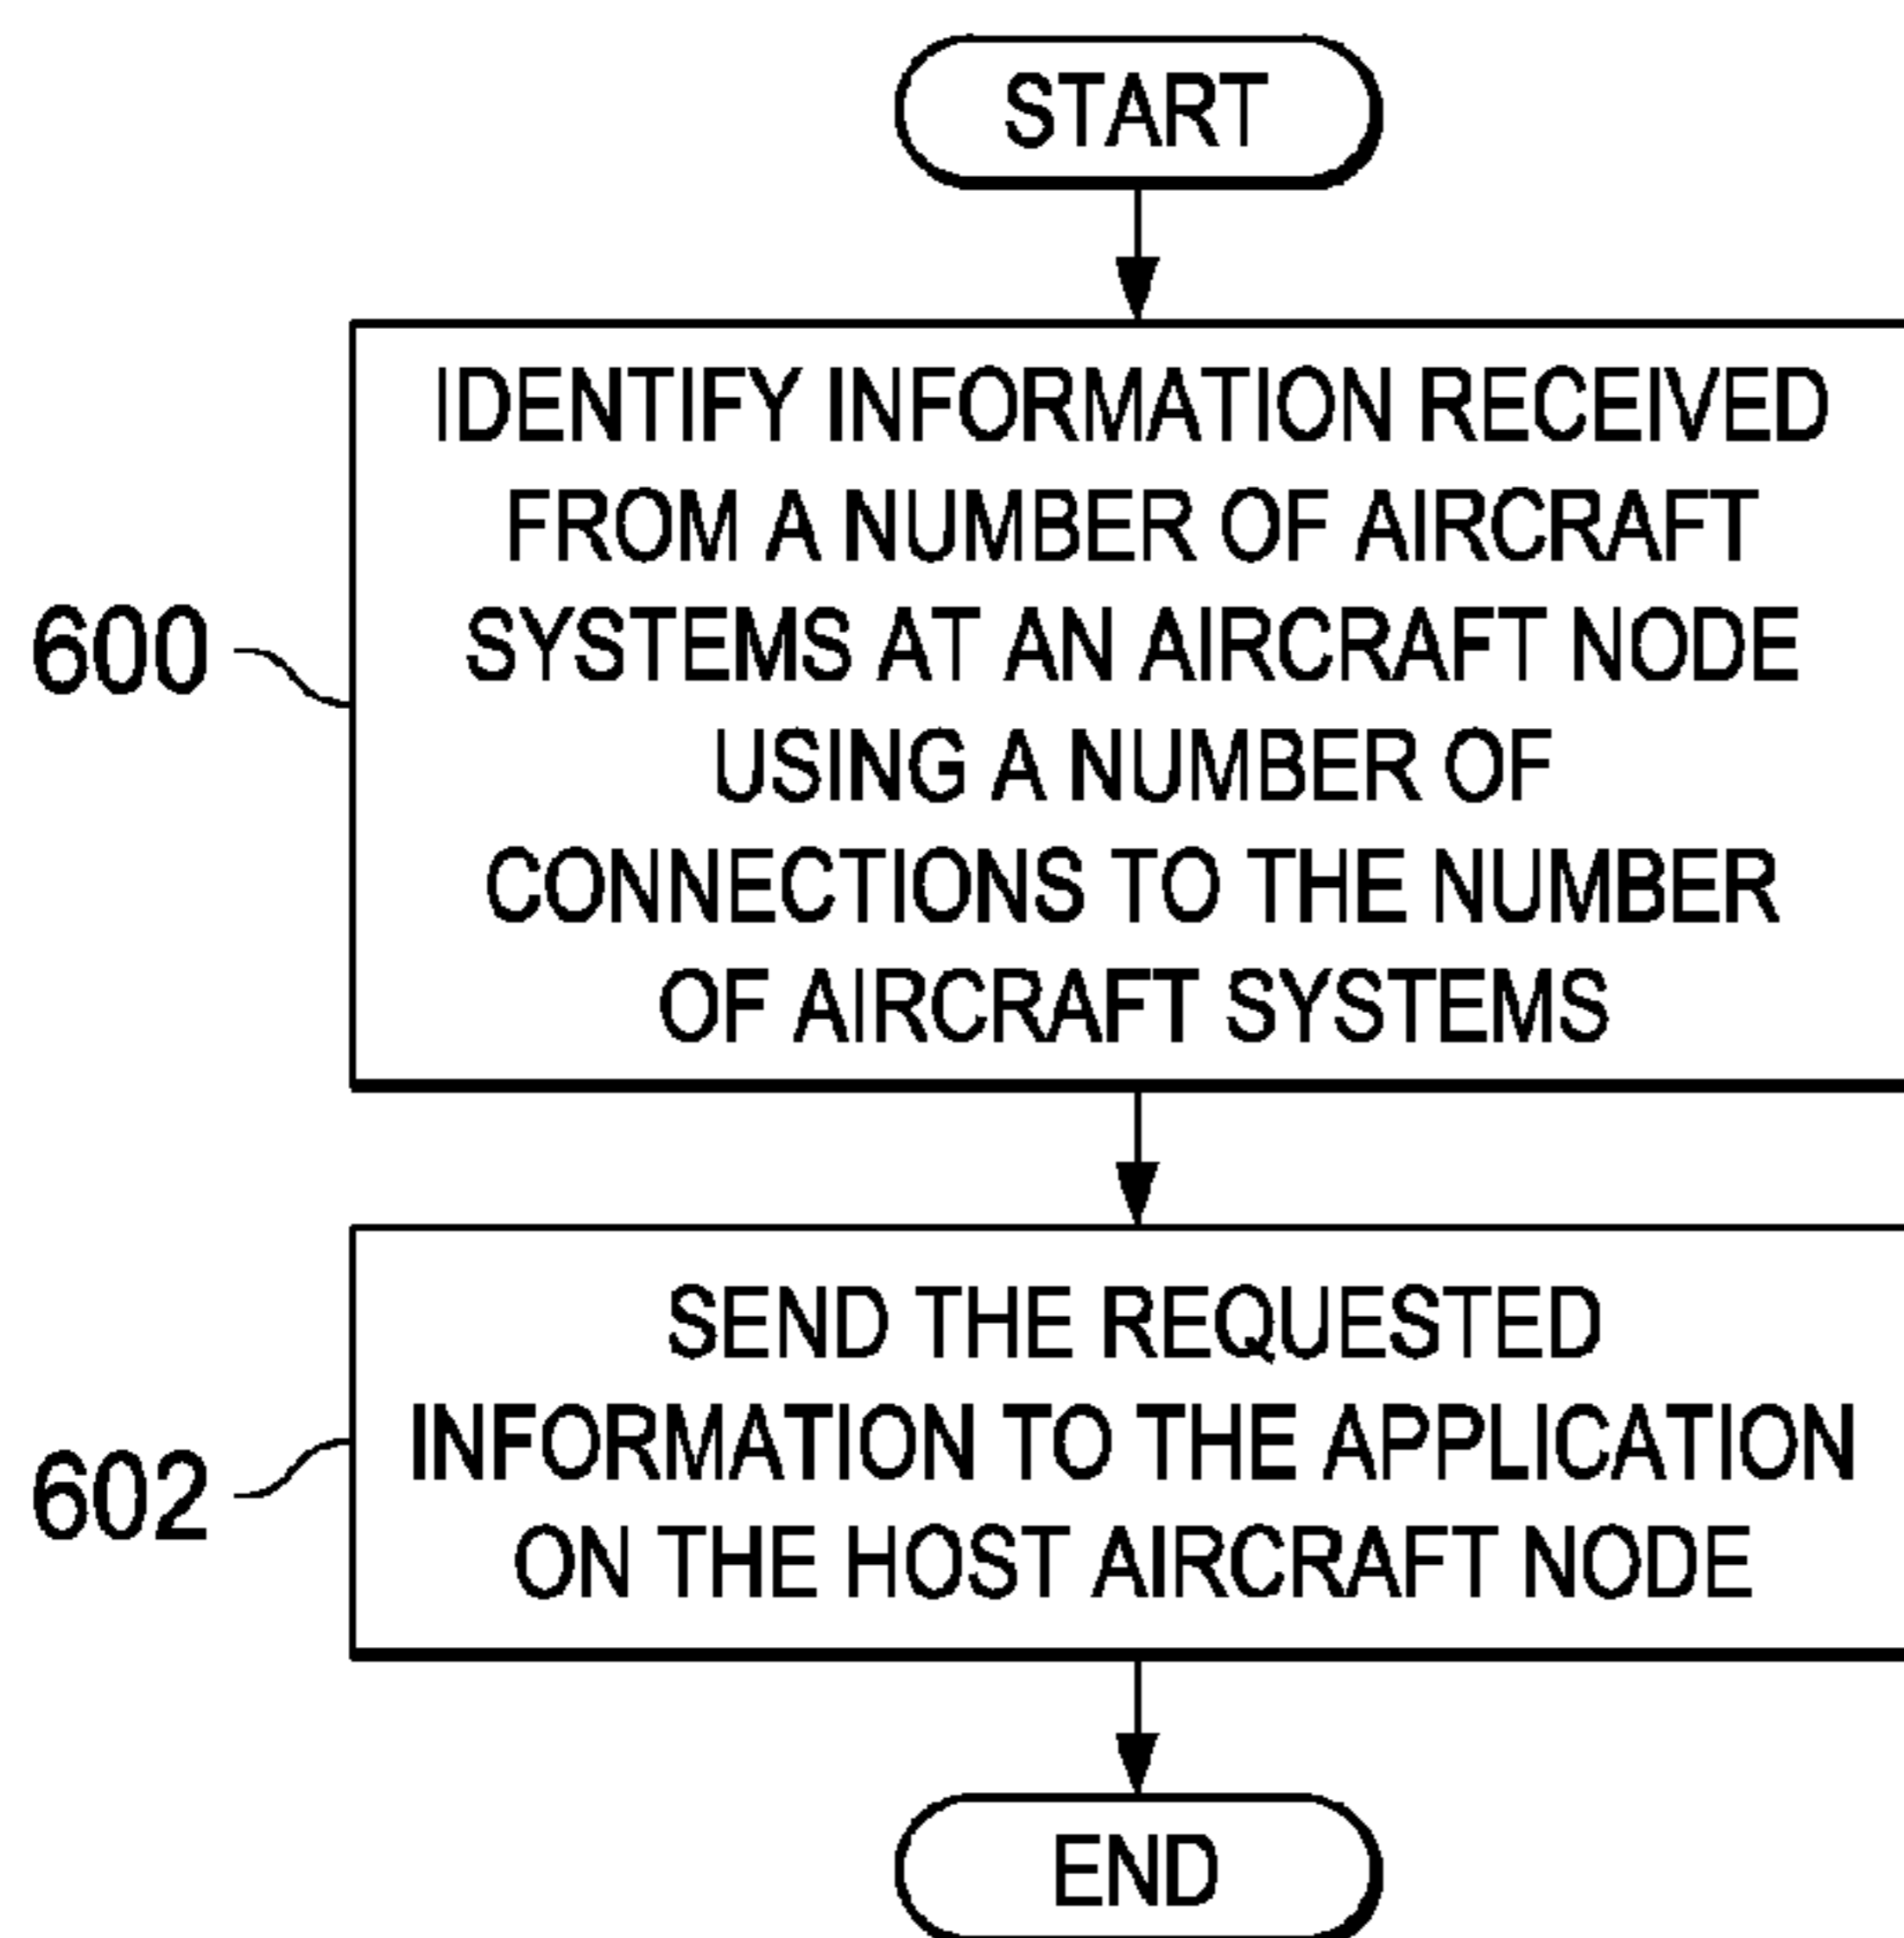 START
IDENTIFY INFORMATION RECEIVED
FROM A NUMBER OF AIRCRAFT
SYSTEMS AT AN AIRCRAFT NODE
USING A NUMBER OF
CONNECTIONS TO THE NUMBER
OF AIRCRAFT SYSTEMS
600
SEND THE REQUESTED
INFORMATION TO THE APPLICATION
ON THE HOST AIRCRAFT NODE
602
END